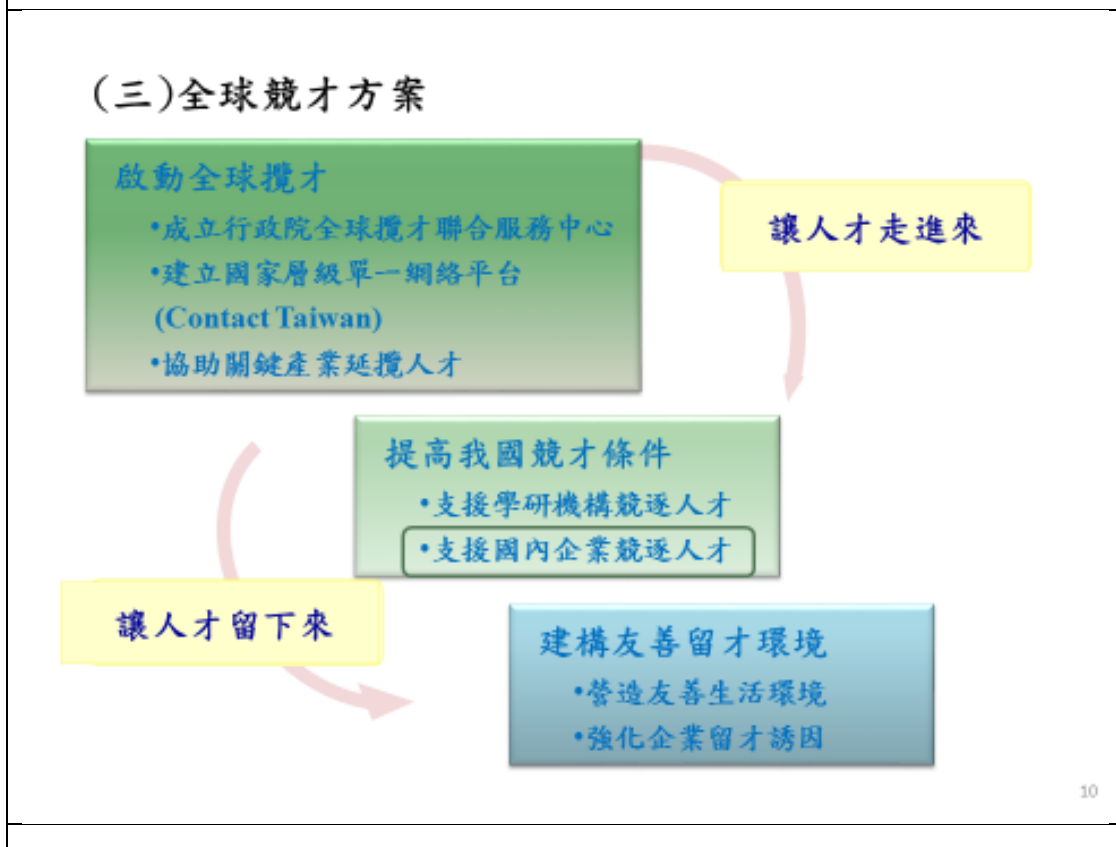 (三)全球競才方案
啟動全球攬才
•成立行政院全球攬才聯合服務中心
•建立國家層級單一網絡平台
(Contact Taiwan)
•協助關鍵產業延攬人才
讓人才走進來
提高我國競才條件
•支援學研機構競逐人才
•支援國內企業競逐人才
讓人才留下來
建構友善留才環境
•營造友善生活環境
•強化企業留才誘因
10